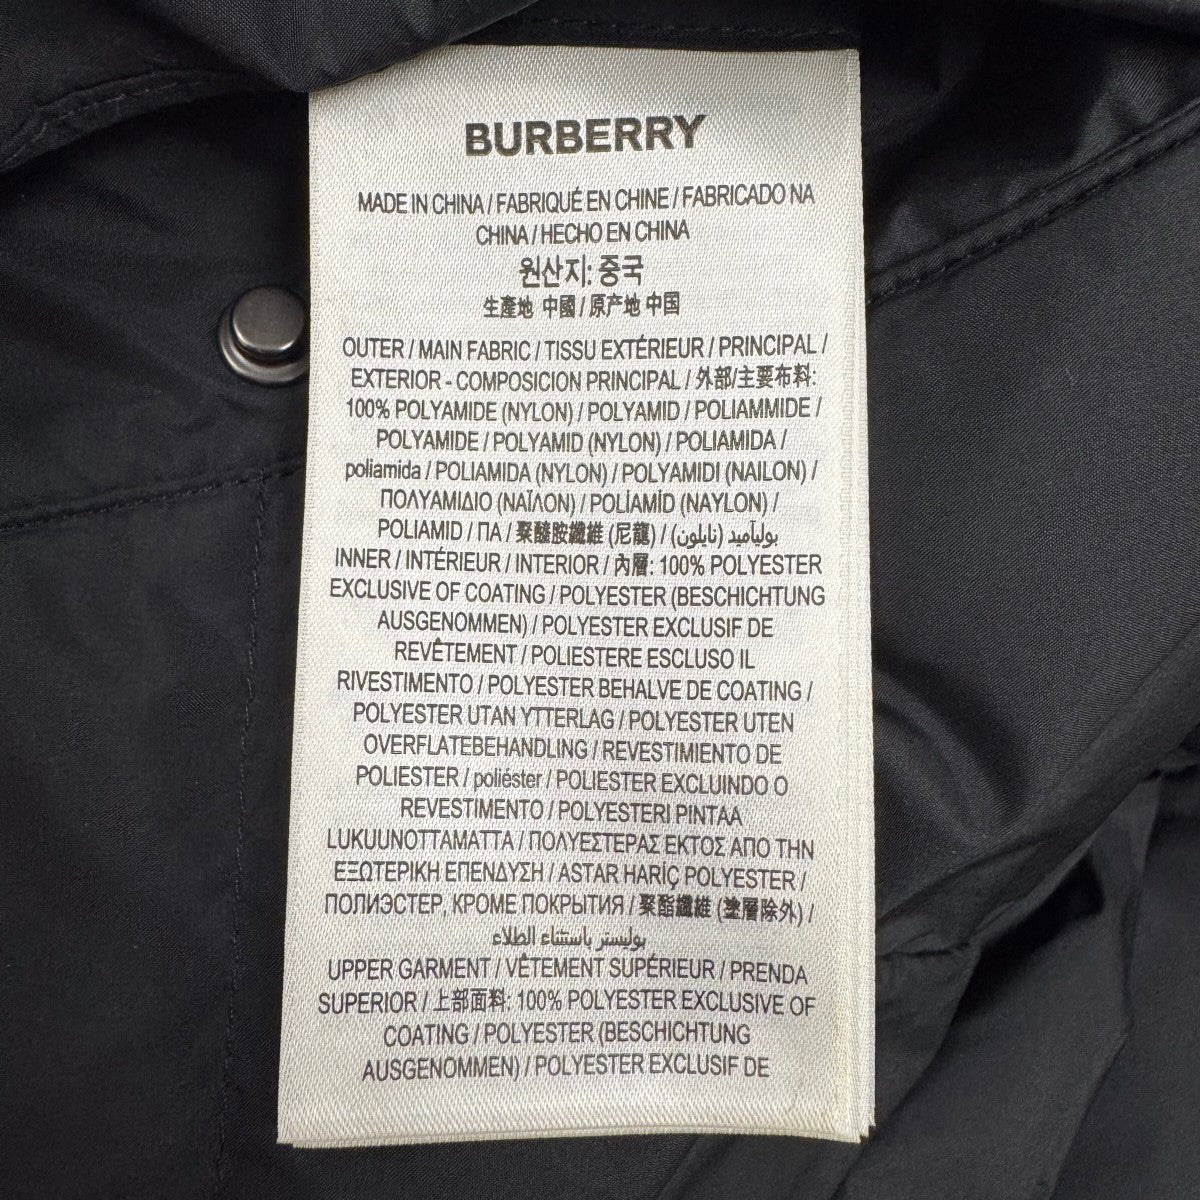 BURBERRY
MADE IN CHINA / FABRIQUÉ EN CHINE / FABRICADO NA
CHINA / HECHO EN CHINA
원산지: 중국
生產地 中國 / 原产地 中国
OUTER / MAIN FABRIC / TISSU EXTÉRIEUR / PRINCIPAL /
EXTERIOR - COMPOSICION PRINCIPAL / 外部/主要布料:
100% POLYAMIDE (NYLON) / POLYAMID / POLIAMMIDE /
POLYAMIDE / POLYAMID (NYLON) / POLIAMIDA /
poliamida / POLIAMIDA (NYLON) / POLYAMIDI (NAILON) /
ΠΟΛΥΑΜΙΔΙΟ (ΝΑΪΛΟΝ) / POLİAMİD (NAYLON) /
POLIAMID / ПА / 聚醯胺纖維 (尼龍) / بوليآميد (نايلون)
INNER / INTÉRIEUR / INTERIOR / 內層: 100% POLYESTER
EXCLUSIVE OF COATING / POLYESTER (BESCHICHTUNG
AUSGENOMMEN) / POLYESTER EXCLUSIF DE
REVÊTEMENT / POLIESTERE ESCLUSO IL
RIVESTIMENTO / POLYESTER BEHALVE DE COATING /
POLYESTER UTAN YTTERLAG / POLYESTER UTEN
OVERFLATEBEHANDLING / REVESTIMIENTO DE
POLIESTER / poliéster / POLIESTER EXCLUINDO O
REVESTIMENTO / POLYESTERI PINTAA
LUKUUNOTTAMATTA / ΠΟΛΥΕΣΤΕΡΑΣ ΕΚΤΟΣ ΑΠΟ ΤΗΝ
ΕΞΩΤΕΡΙΚΗ ΕΠΕΝΔΥΣΗ / ASTAR HARİÇ POLYESTER /
ПОЛИЭСТЕР, КРОМЕ ПОКРЫТИЯ / 聚酯纖維 (塗層除外) /
بوليستر باستثناء الطلاء
UPPER GARMENT / VÊTEMENT SUPÉRIEUR / PRENDA
SUPERIOR / 上部面料: 100% POLYESTER EXCLUSIVE OF
COATING / POLYESTER (BESCHICHTUNG
AUSGENOMMEN) / POLYESTER EXCLUSIF DE